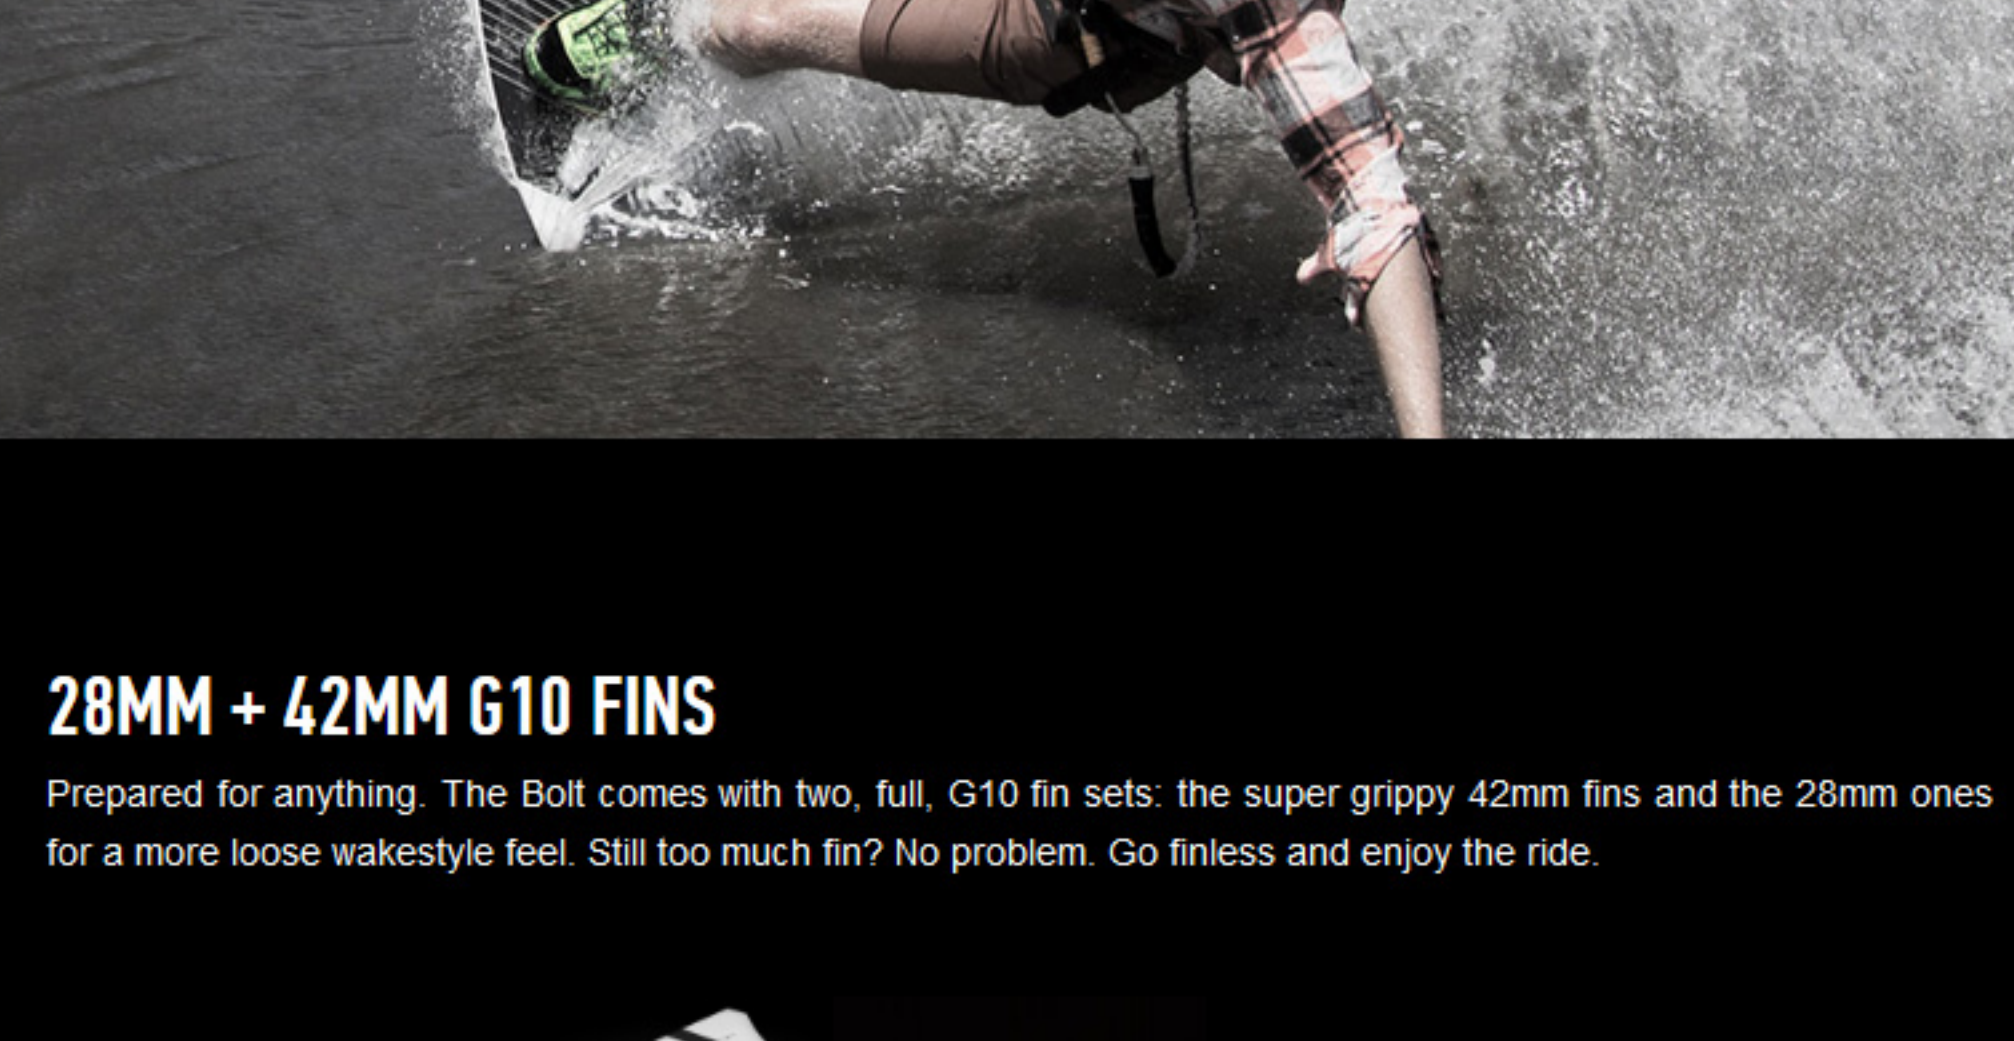 28MM + 42MM G10 FINS
Prepared for anything. The Bolt comes with two, full, G10 fin sets: the super grippy 42mm fins and the 28mm ones
for a more loose wakestyle feel. Still too much fin? No problem. Go finless and enjoy the ride.